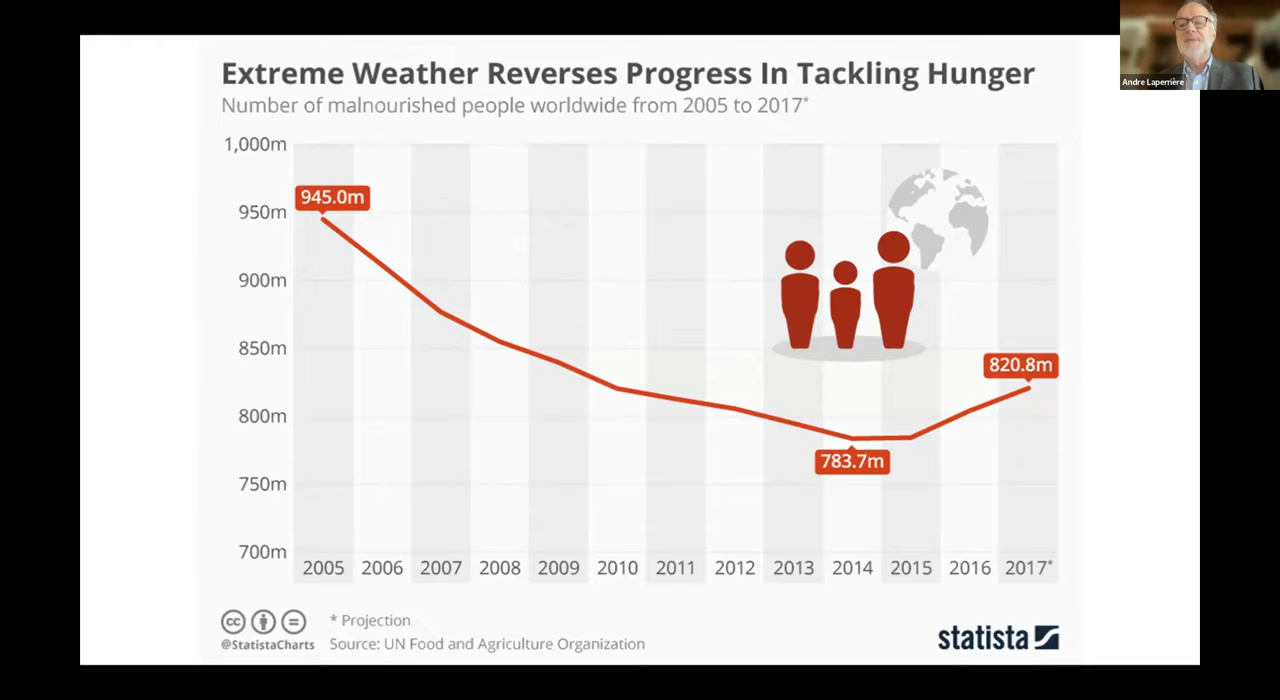 Andre Laperrière
Extreme Weather Reverses Progress In Tackling Hunger
Number of malnourished people worldwide from 2005 to 2017*
1,000m
950m
900m
850m
800m
750m
700m
945.0m
783.7m
820.8m
2005 2006 2007 2008 2009 2010 2011 2012 2013 2014 2015 2016 2017*
cc
* Projection
@StatistaCharts Source: UN Food and Agriculture Organization
statista